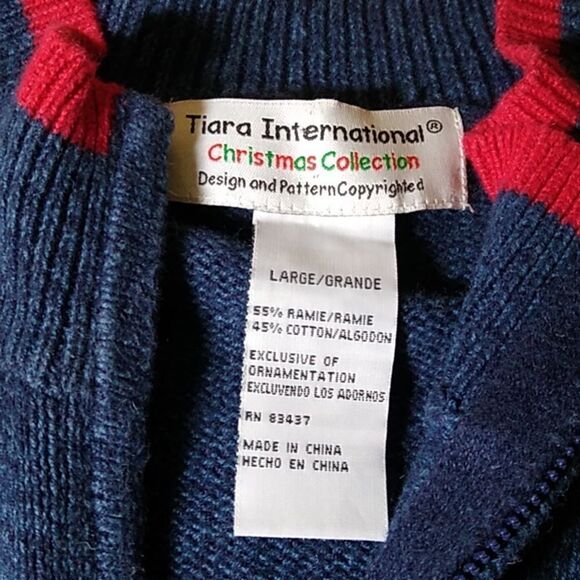 Tiara International®
Christmas Collection
Design and Pattern Copyrighted
LARGE/GRANDE
55% RAMIE/RAMIE
45% COTTON/ALGODON
EXCLUSIVE OF
ORNAMENTATION
EXCLUVENDO LOS ADORNOS
RN 83437
MADE IN CHINA
HECHO EN CHINA